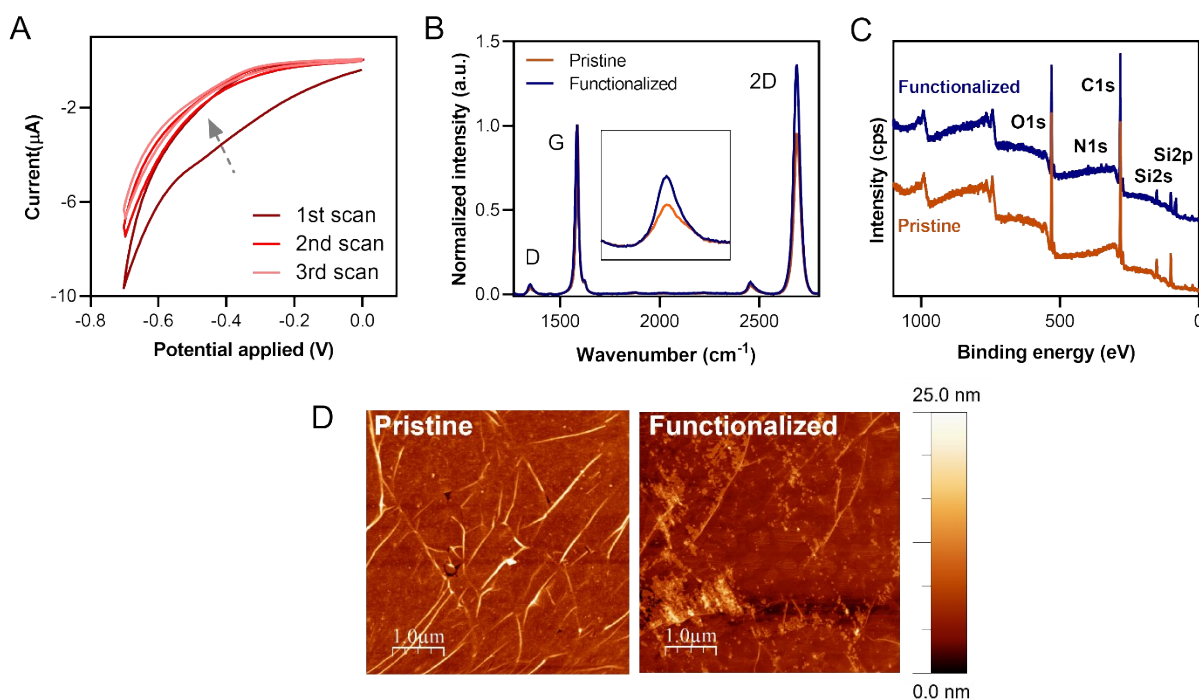 A
-2
-6
-10
-0.8
-0.6
-0.4
-0.2
0.0
Current(μA)
Potential applied (V)
1st scan
2nd scan
3rd scan
B
1.5
1.0
0.5
0.0
1500
2000
2500
Normalized intensity (a.u.)
Wavenumber (cm-1)
Pristine
Functionalized
D
G
2D
C
Functionalized
Pristine
O1s
N1s
C1s
Si2s
Si2p
Intensity (cps)
1000
500
0
Binding energy (eV)
D
Pristine
1.0μm
Functionalized
1.0μm
25.0 nm
0.0 nm